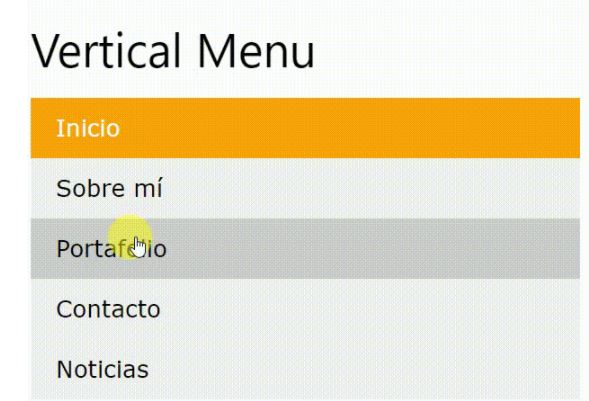 Vertical Menu
Inicio
Sobre mí
Portafolio
Contacto
Noticias